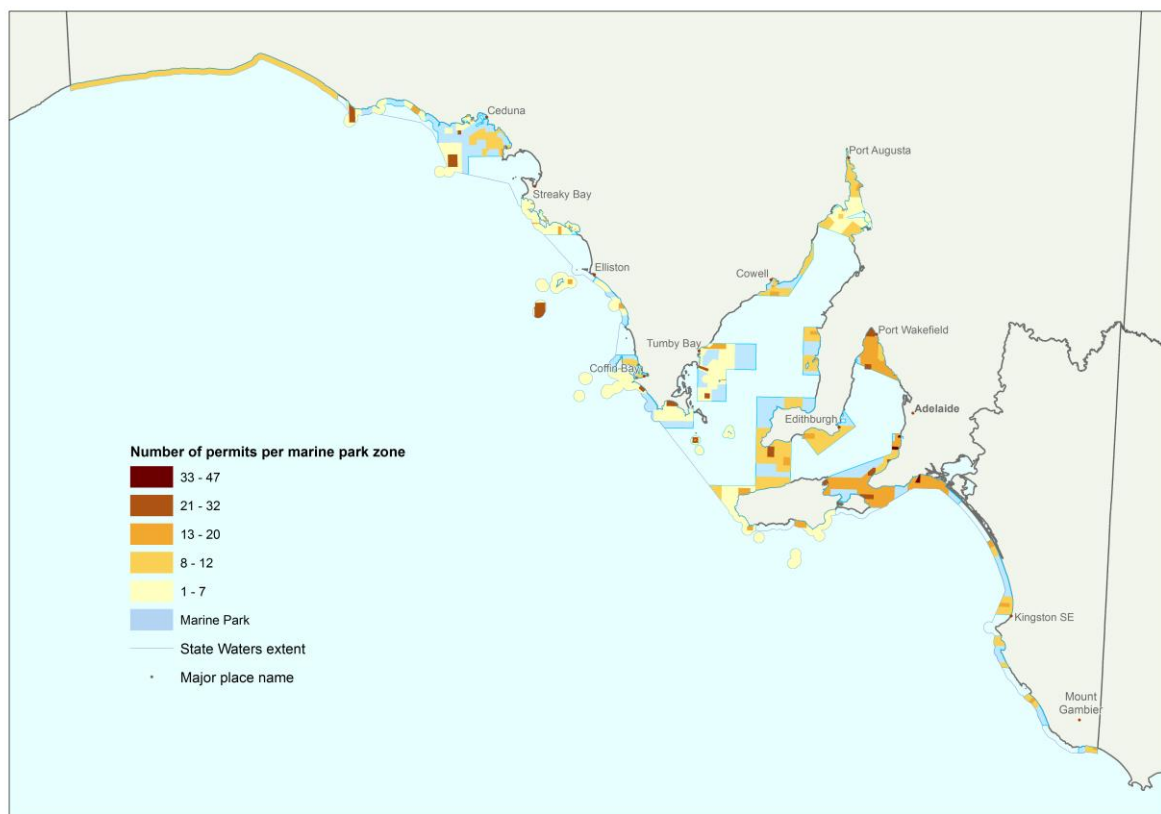 Ceduna
Port Augusta
Streaky Bay
Elliston
Cowell
Port Wakefield
Tumby Bay
Coffin Bay
Adelaide
Edithburgh
Number of permits per marine park zone
33 - 47
21 - 32
13 - 20
8 - 12
1 - 7
Marine Park
State Waters extent
Major place name
Kingston SE
Mount
Gambier